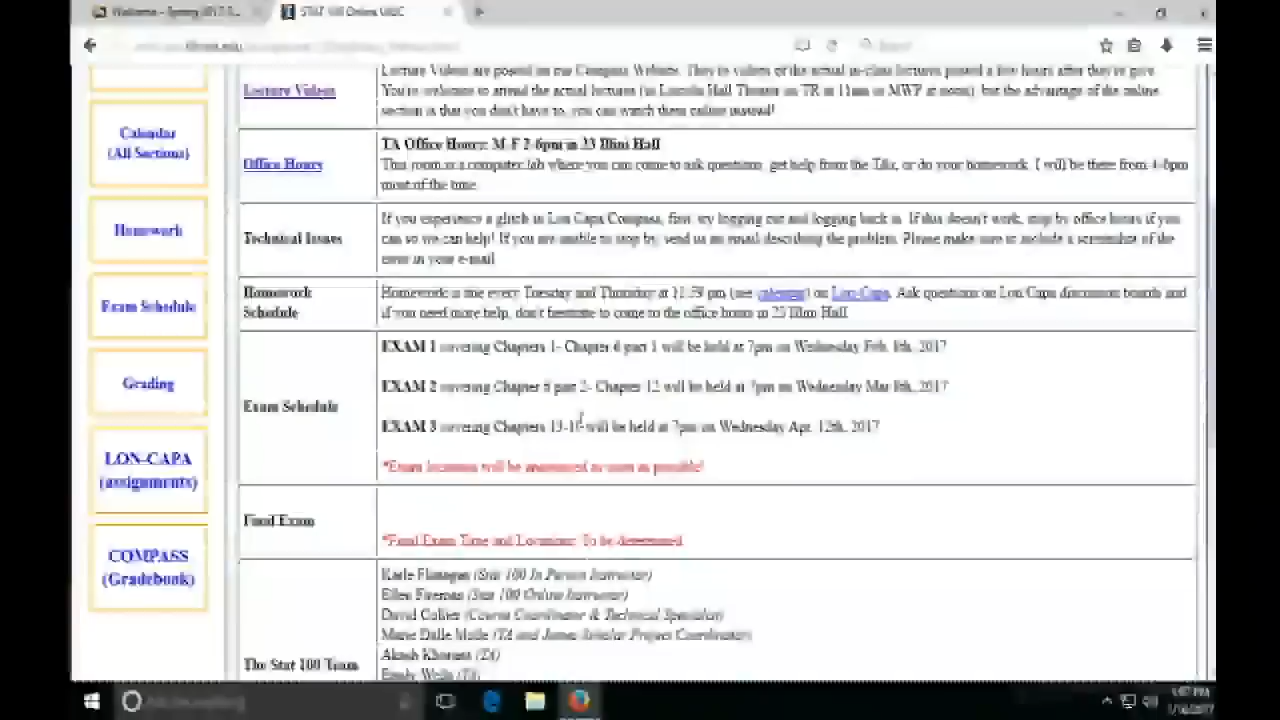 Welcome - Spring 2017 S...
STAT 100 Online UIUC
Search
Lecture Videos are posted on our Compass Website. They're videos of the actual in-class lectures posted a few hours after they're
You're welcome to attend the actual lectures (in Lincoln Hall Theater on TR at 11am or MWF at noon), but the advantage of the online
section is that you don't have to, you can watch them online instead!
Lecture Videos
Calendar
(All Sections)
Office Hours
TA Office Hours: M-F 2-6pm in 23 Illini Hall
This room is a computer lab where you can come to ask questions, get help from the TAs, or do your homework. I will be there from 4-6pm
most of the time.
Homework
Technical Issues
If you experience a glitch in Lon Capa Compass, first, try logging out and logging back in. If this doesn't work, stop by office hours if you
can so we can help! If you are unable to stop by, send us an email describing the problem. Please make sure to include a screenshot of the
error in your e-mail.
Exam Schedule
Homework
Schedule
Homework is due every Tuesday and Thursday at 11:59 pm (see calendar) on Lon-Capa. Ask questions on Lon Capa discussion boards and
if you need more help, don't hesitate to come to the office hours in 23 Illini Hall
Grading
Exam Schedule
EXAM 1 covering Chapters 1- Chapter 6 part 1 will be held at 7pm on Wednesday Feb. 2017
EXAM 2 covering Chapter 6 part 2- Chapter 12 will be held at 7pm on Wednesday Mar 8th, 2017
EXAM 3 covering Chapters will be held at 7pm on Wednesday Apr. 12th, 2017
*Exam locations will be announced as soon as possible!
LON-CAPA
(assignments)
Final Exam
*Final Exam Time and Locations: To be determined
COMPASS
(Gradebook)
The Stat 100 Team
Karle Flanagan (Stat 100 In Person Instructor)
Ellen Fireman (Stat 100 Online Instructor)
David (Course Coordinator & Technical Specialist)
Marie Dalle (TA and James Scholar Project Coordinator)
Akash (TA)
Emily Wells (TA)
1:07 PM